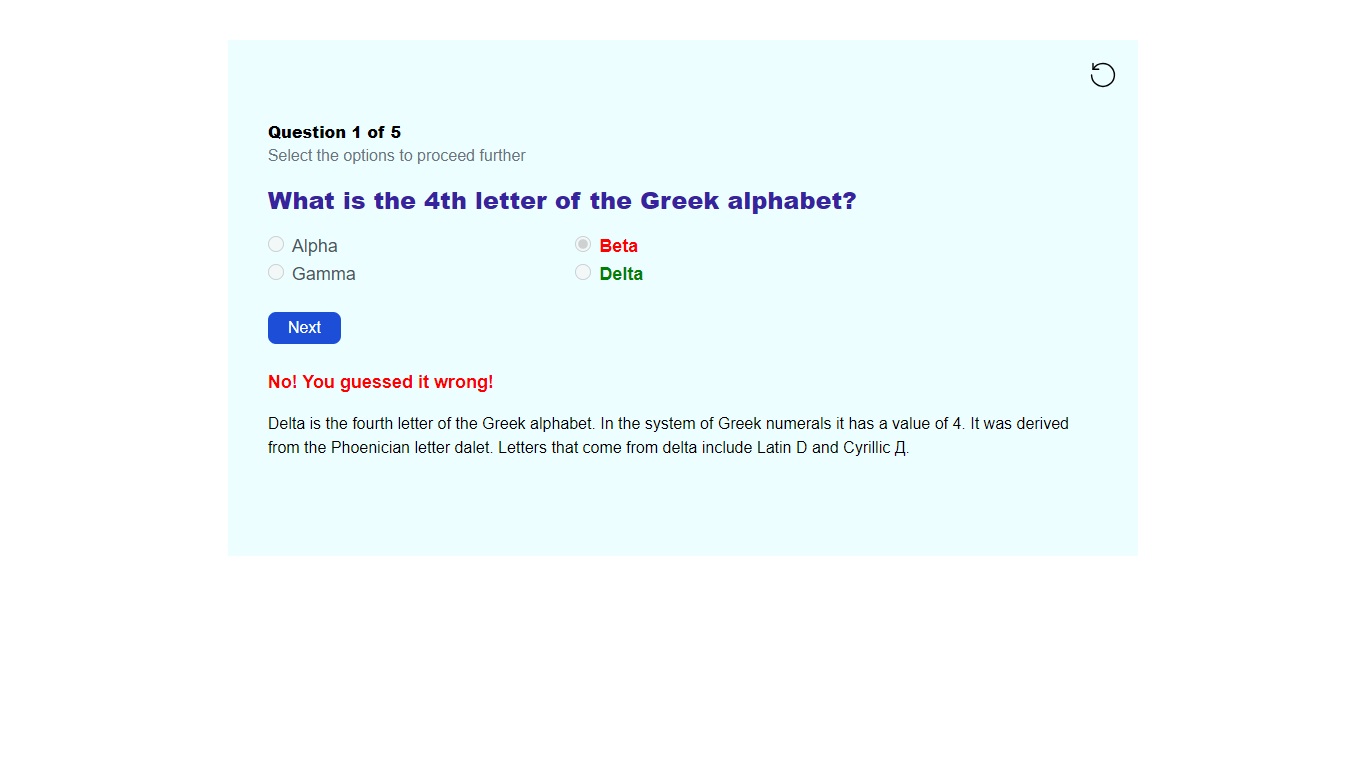 Question 1 of 5
Select the options to proceed further
What is the 4th letter of the Greek alphabet?
Alpha Beta
Gamma Delta
Next
No! You guessed it wrong!
Delta is the fourth letter of the Greek alphabet. In the system of Greek numerals it has a value of 4. It was derived
from the Phoenician letter dalet. Letters that come from delta include Latin D and Cyrillic Д.